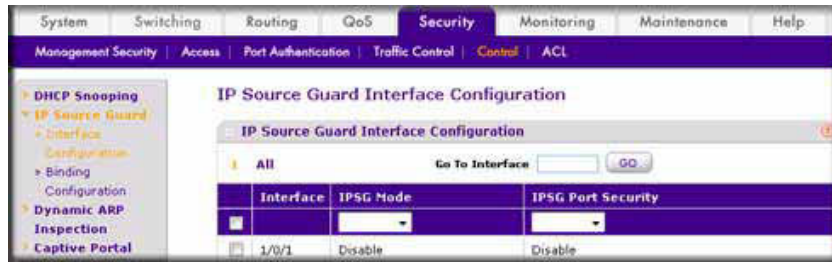 System Switching Routing QoS Security Monitoring Maintenance Help
Management Security | Access | Port Authentication | Traffic Control | Control | ACL
DHCP Snooping
IP Source Guard
Interface
Configuration
Binding
Configuration
Dynamic ARP
Inspection
Captive Portal
IP Source Guard Interface Configuration
IP Source Guard Interface Configuration
1 All Go To Interface GO
Interface IPSG Mode IPSG Port Security
1/0/1 Disable Disable